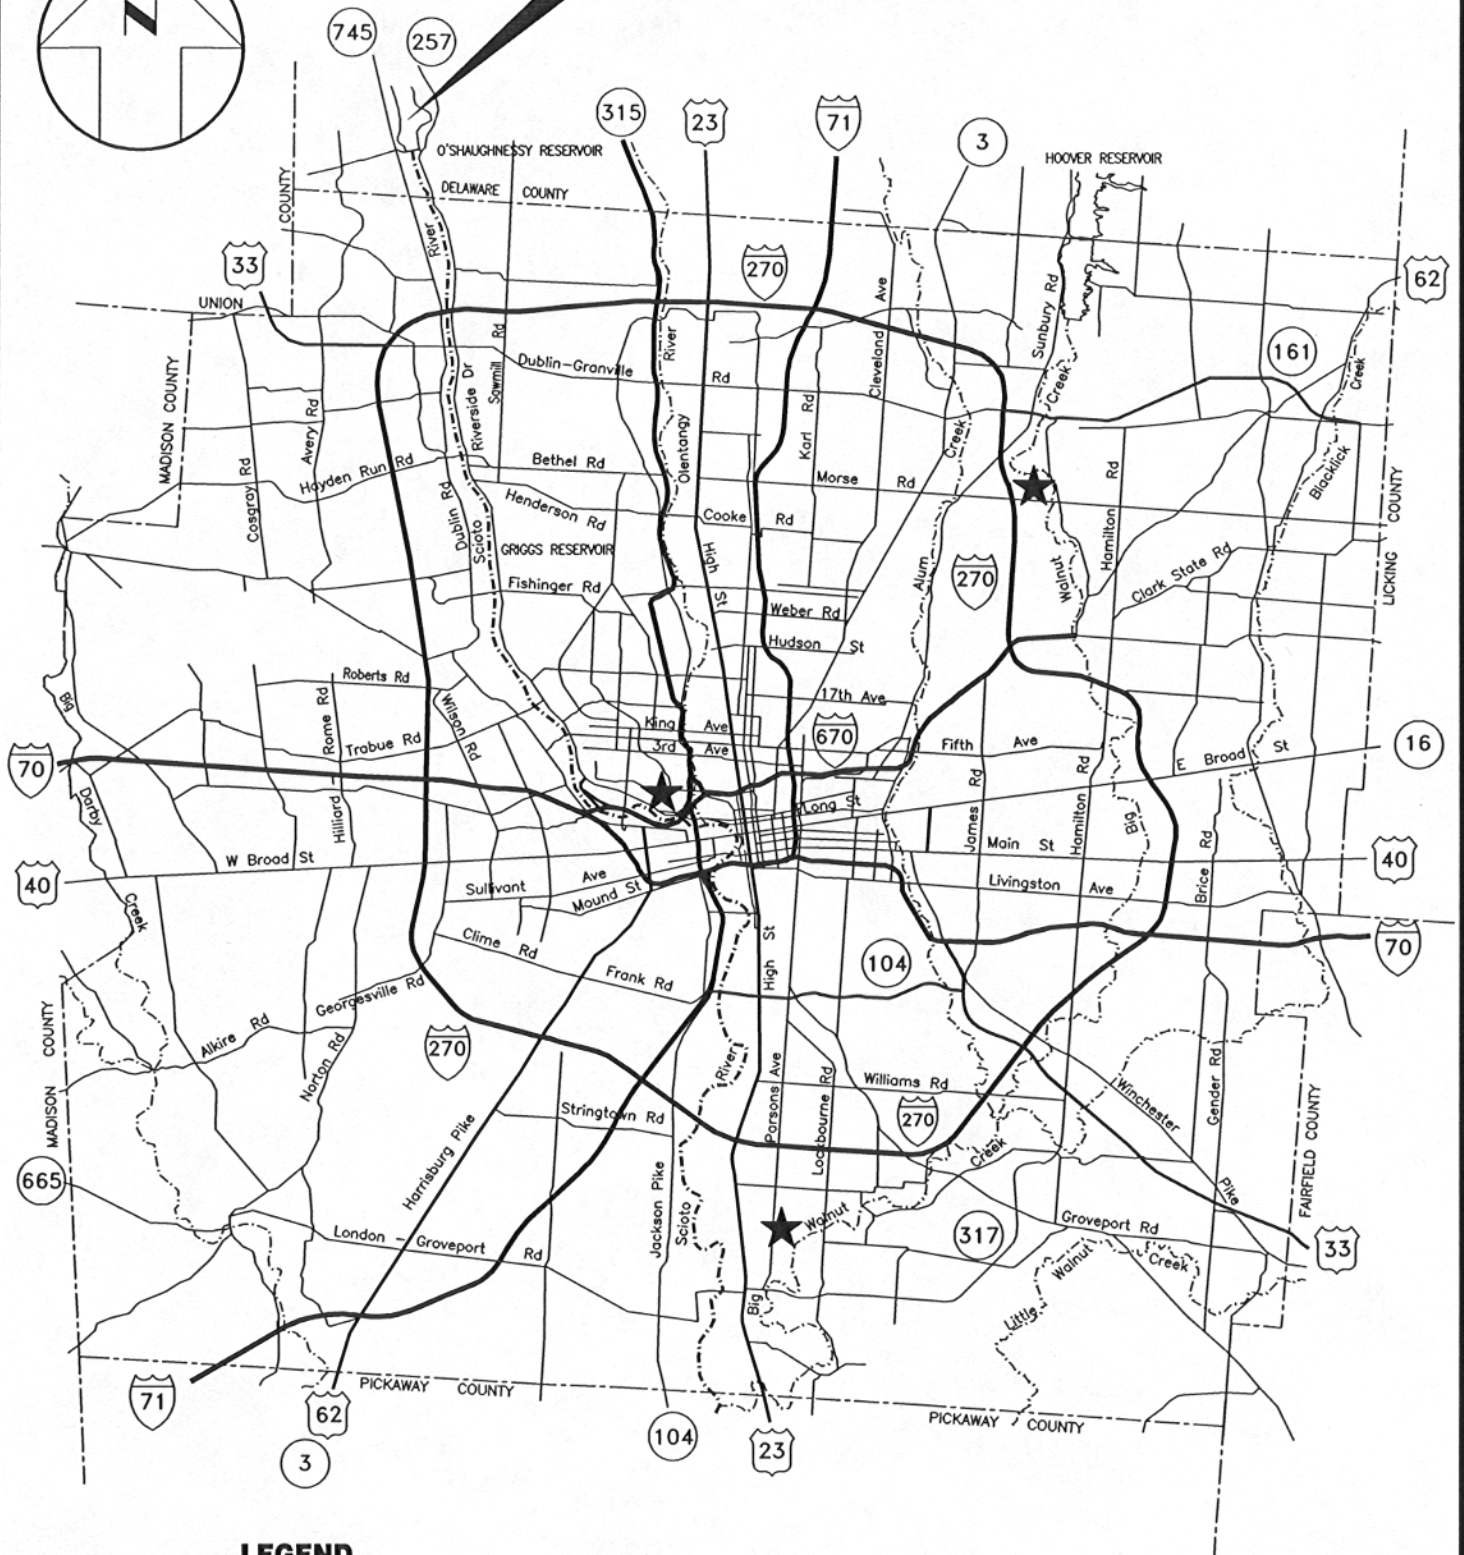 N
745
257
315
23
71
3
O'SHAUGHNESSY RESERVOIR
HOOVER RESERVOIR
DELAWARE COUNTY
COUNTY
River
33
270
62
UNION
Ave
Sunbury Rd
161
Rd
River
Dublin-Granville
Rd
Creek
MADISON COUNTY
Riverside Dr
Sawmill
Cleveland
Creek
Avery Rd
Karl Rd
Olentangy
Creek
Bethel Rd
Hayden Run Rd
Morse Rd
Rd
Blacklick
Cosgray Rd
Dublin Rd
Henderson Rd
Cooke Rd
COUNTY
Scioto
GRIGGS RESERVOIR
High St
Hamilton
Fishinger Rd
270
Alum
Walnut
Clark State Rd
LICKING
Weber Rd
Hudson St
Roberts Rd
Big
Rome Rd
Wilson Rd
17th Ave
King Ave
3rd Ave
670
Fifth Ave
Trabue Rd
16
70
E Broad St
Long St
Darby
Hilliard -
James Rd
Hamilton Rd
Big
Main St
W Broad St
40
40
Brice Rd
Sullivant Ave
Mound St
Livingston Ave
Creek
Clime Rd
High St
104
70
Frank Rd
Georgesville Rd
Alkire Rd
MADISON COUNTY
270
Norton Rd
River
Parsons Ave
Lockbourne Rd
Williams Rd
Winchester
Gender Rd
Stringtown Rd
270
Creek
FAIRFIELD COUNTY
665
Harrisburg Pike
Jackson Pike
Scioto
Pike
Walnut
London - Groveport Rd
317
Groveport Rd
33
Walnut
Creek
Big
Little
71
PICKAWAY COUNTY
62
PICKAWAY COUNTY
3
104
23
LEGEND